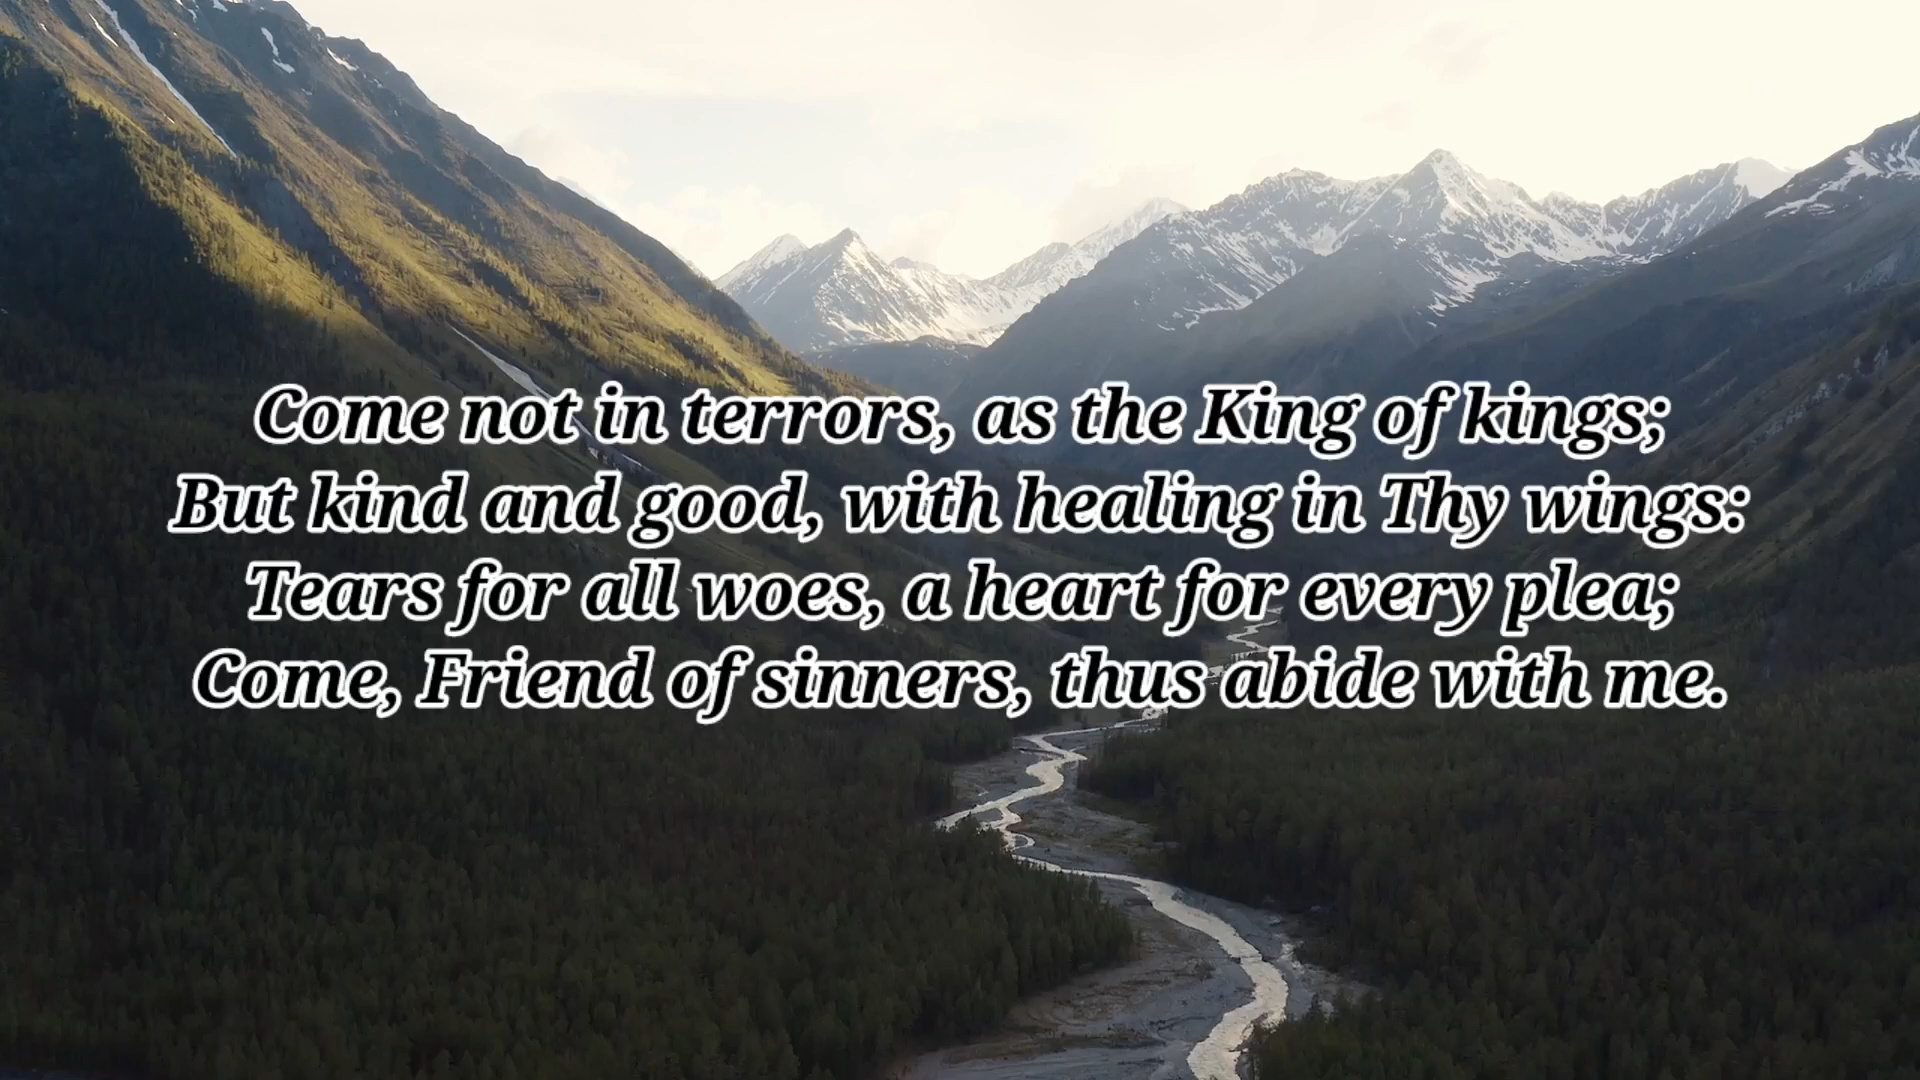 Come not in terrors, as the King of kings;
But kind and good, with healing in Thy wings:
Tears for all woes, a heart for every plea;
Come, Friend of sinners, thus abide with me.